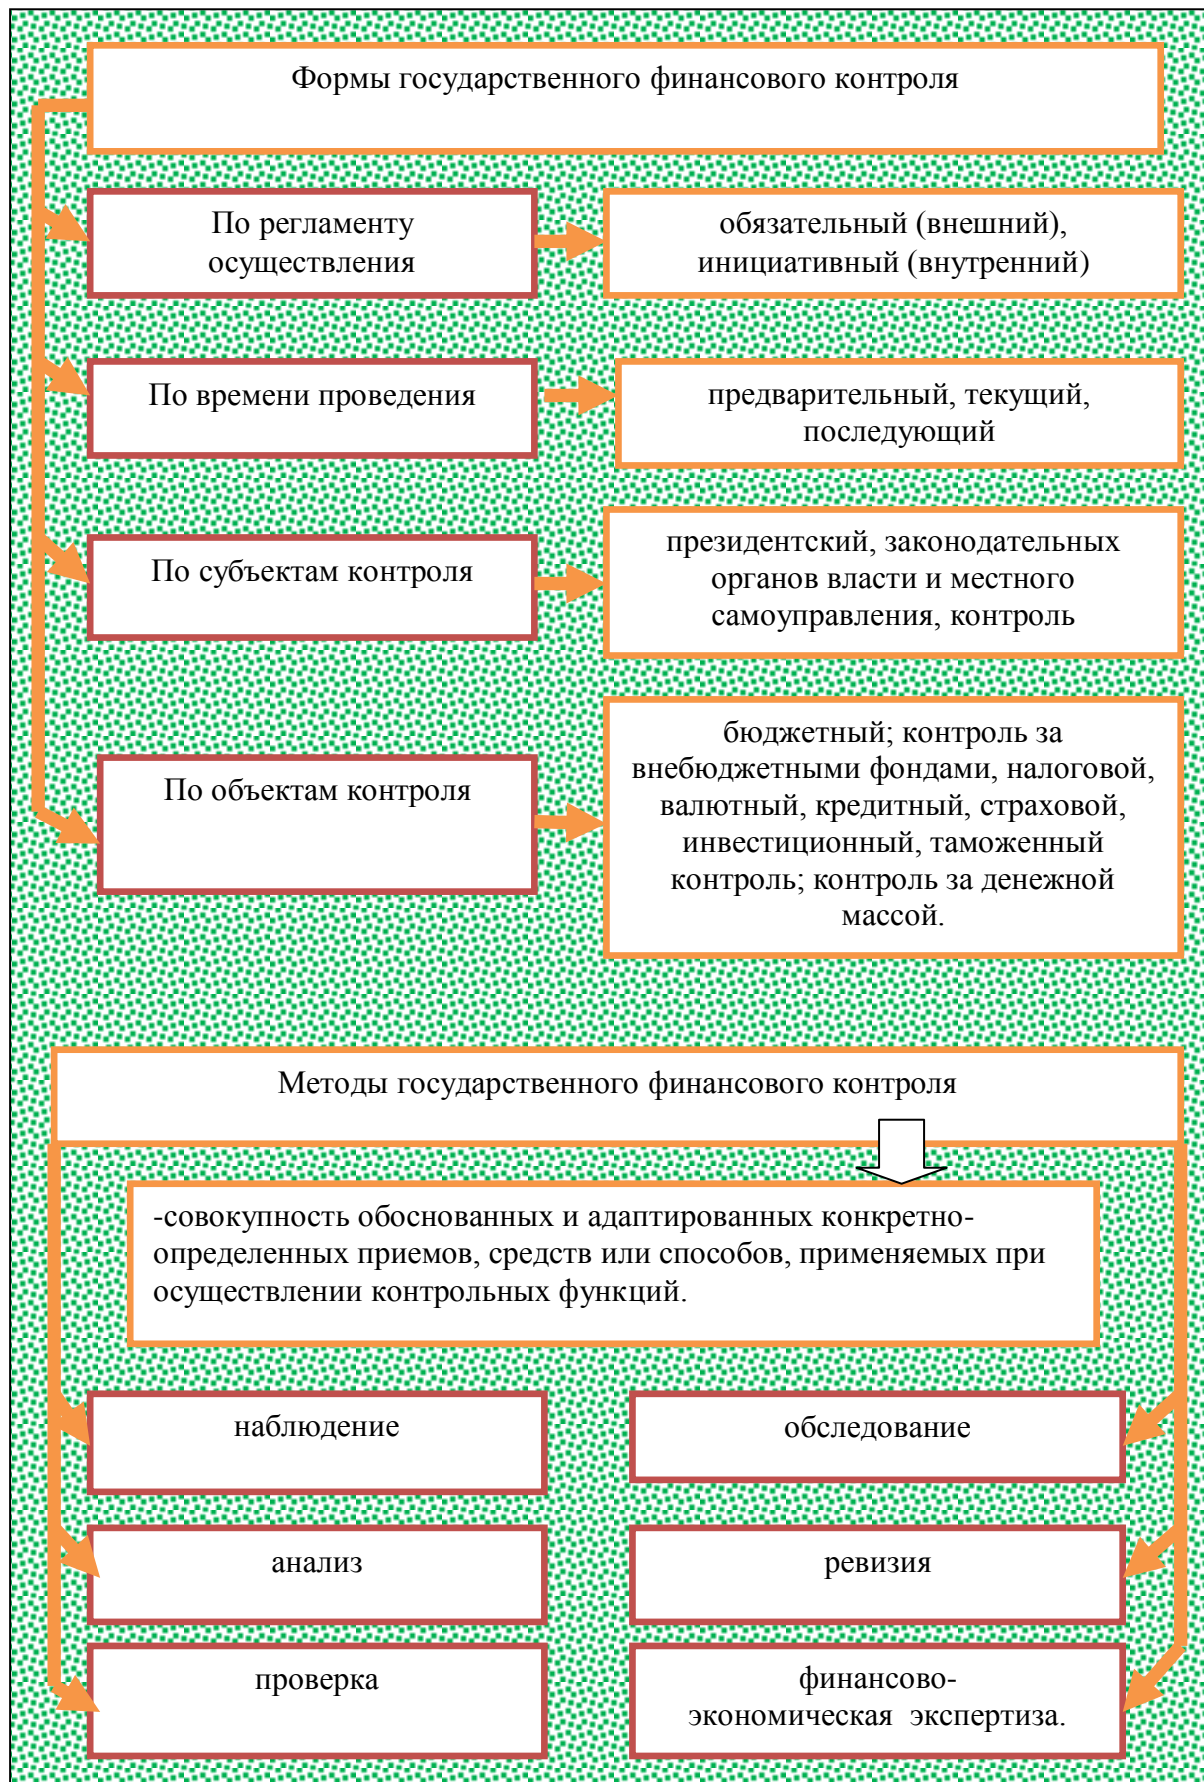 Формы государственного финансового контроля
По регламенту
осуществления
обязательный (внешний),
инициативный (внутренний)
По времени проведения
предварительный, текущий,
последующий
По субъектам контроля
президентский, законодательных
органов власти и местного
самоуправления, контроль
По объектам контроля
бюджетный; контроль за
внебюджетными фондами, налоговой,
валютный, кредитный, страховой,
инвестиционный, таможенный
контроль; контроль за денежной
массой.
Методы государственного финансового контроля
-совокупность обоснованных и адаптированных конкретно-
определенных приемов, средств или способов, применяемых при
осуществлении контрольных функций.
наблюдение
обследование
анализ
ревизия
проверка
финансово-
экономическая экспертиза.